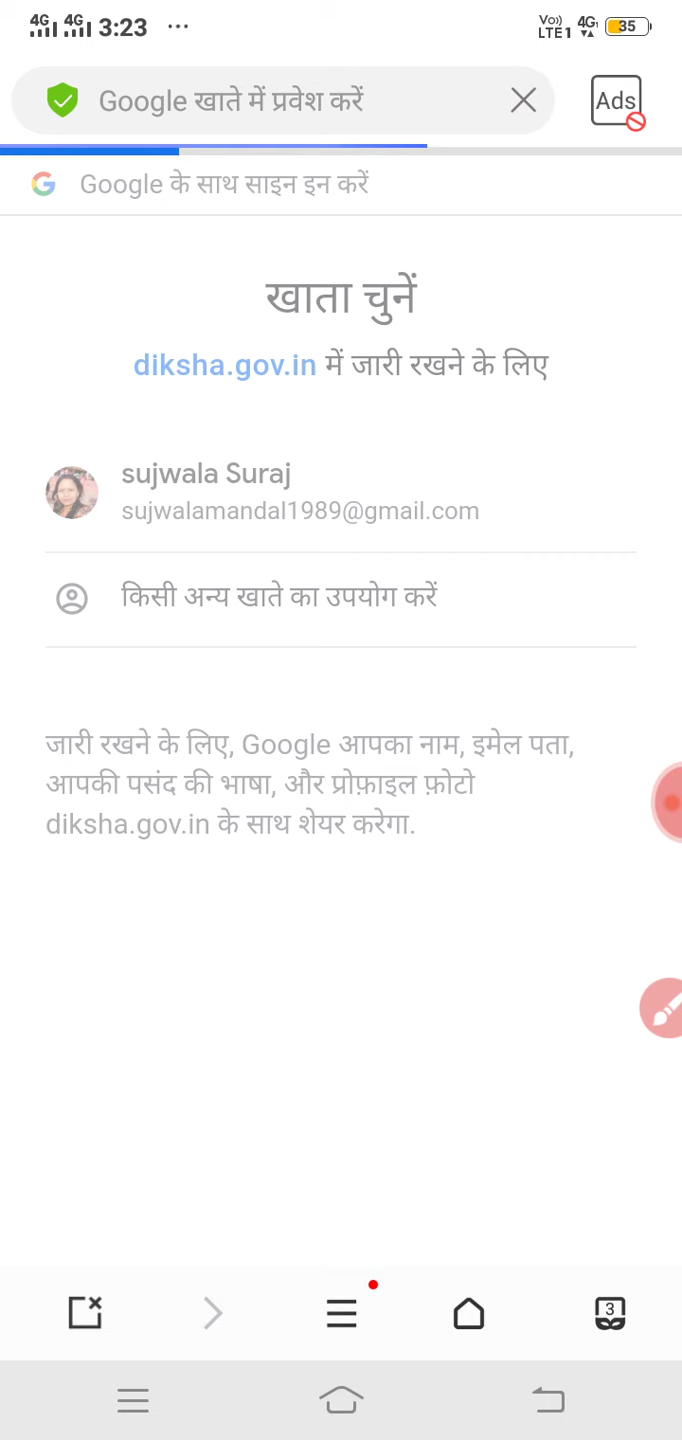 4G 4G 3:23 ... Vo)) LTE1 4G 35
Google खाते में प्रवेश करें Ads
Google के साथ साइन इन करें
खाता चुनें
diksha.gov.in में जारी रखने के लिए
sujwala Suraj
sujwalamandal1989@gmail.com
किसी अन्य खाते का उपयोग करें
जारी रखने के लिए, Google आपका नाम, इमेल पता,
आपकी पसंद की भाषा, और प्रोफ़ाइल फ़ोटो
diksha.gov.in के साथ शेयर करेगा.
3